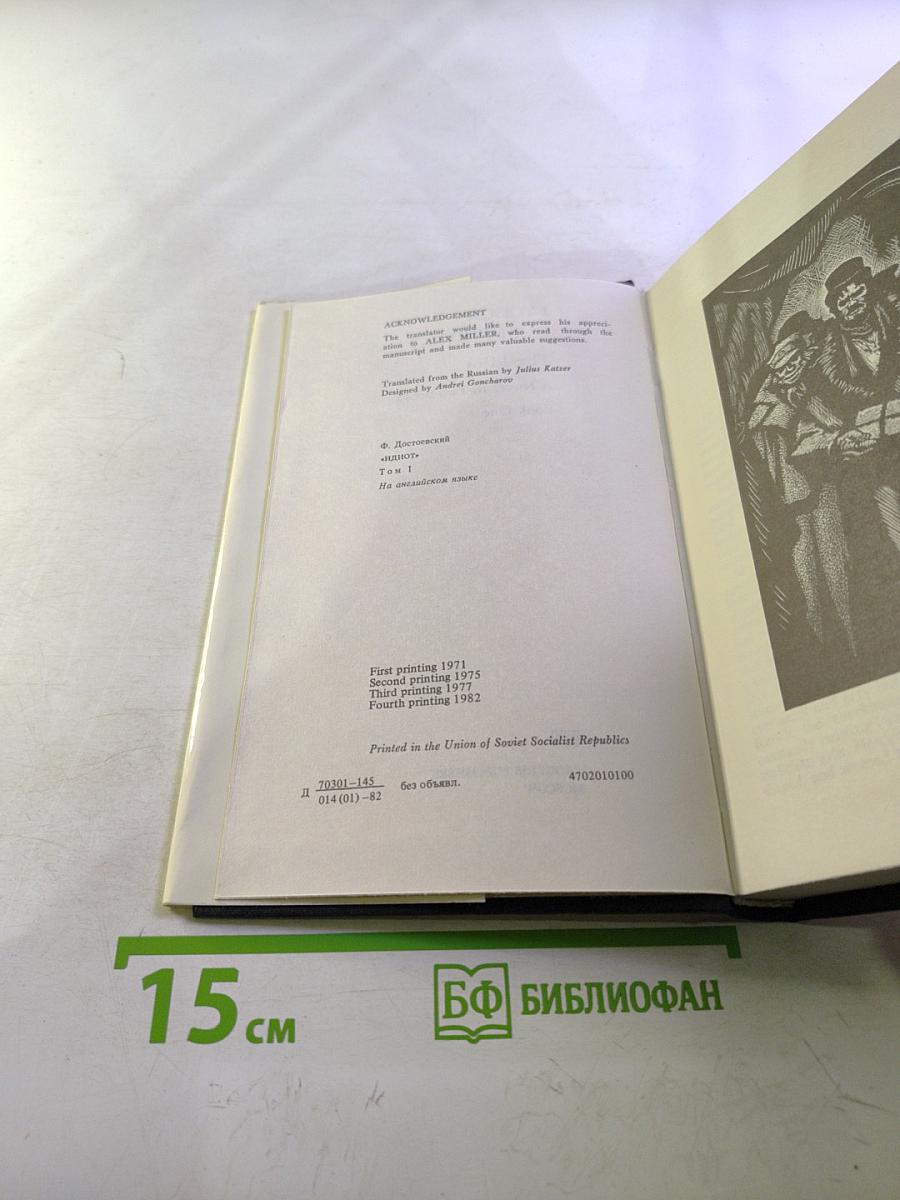 ACKNOWLEDGEMENT
The translator would like to express his appreci-
ation to ALEX MILLER, who read through the
manuscript and made many valuable suggestions.
Translated from the Russian by Julius Katzer
Designed by Andrei Goncharov
Ф. Достоевский
«ИДИОТ»
Том I
На английском языке
First printing 1971
Second printing 1975
Third printing 1977
Fourth printing 1982
Printed in the Union of Soviet Socialist Republics
Д 70301—145
014(01)—82
без объявл.
4702010100
15 см
БФ БИБЛИОФАН